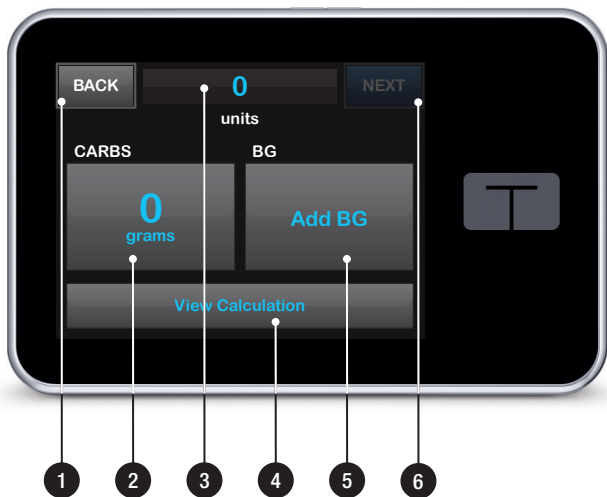 BACK
0
NEXT
units
CARBS
BG
0
grams
Add BG
View Calculation
1 2 3 4 5 6